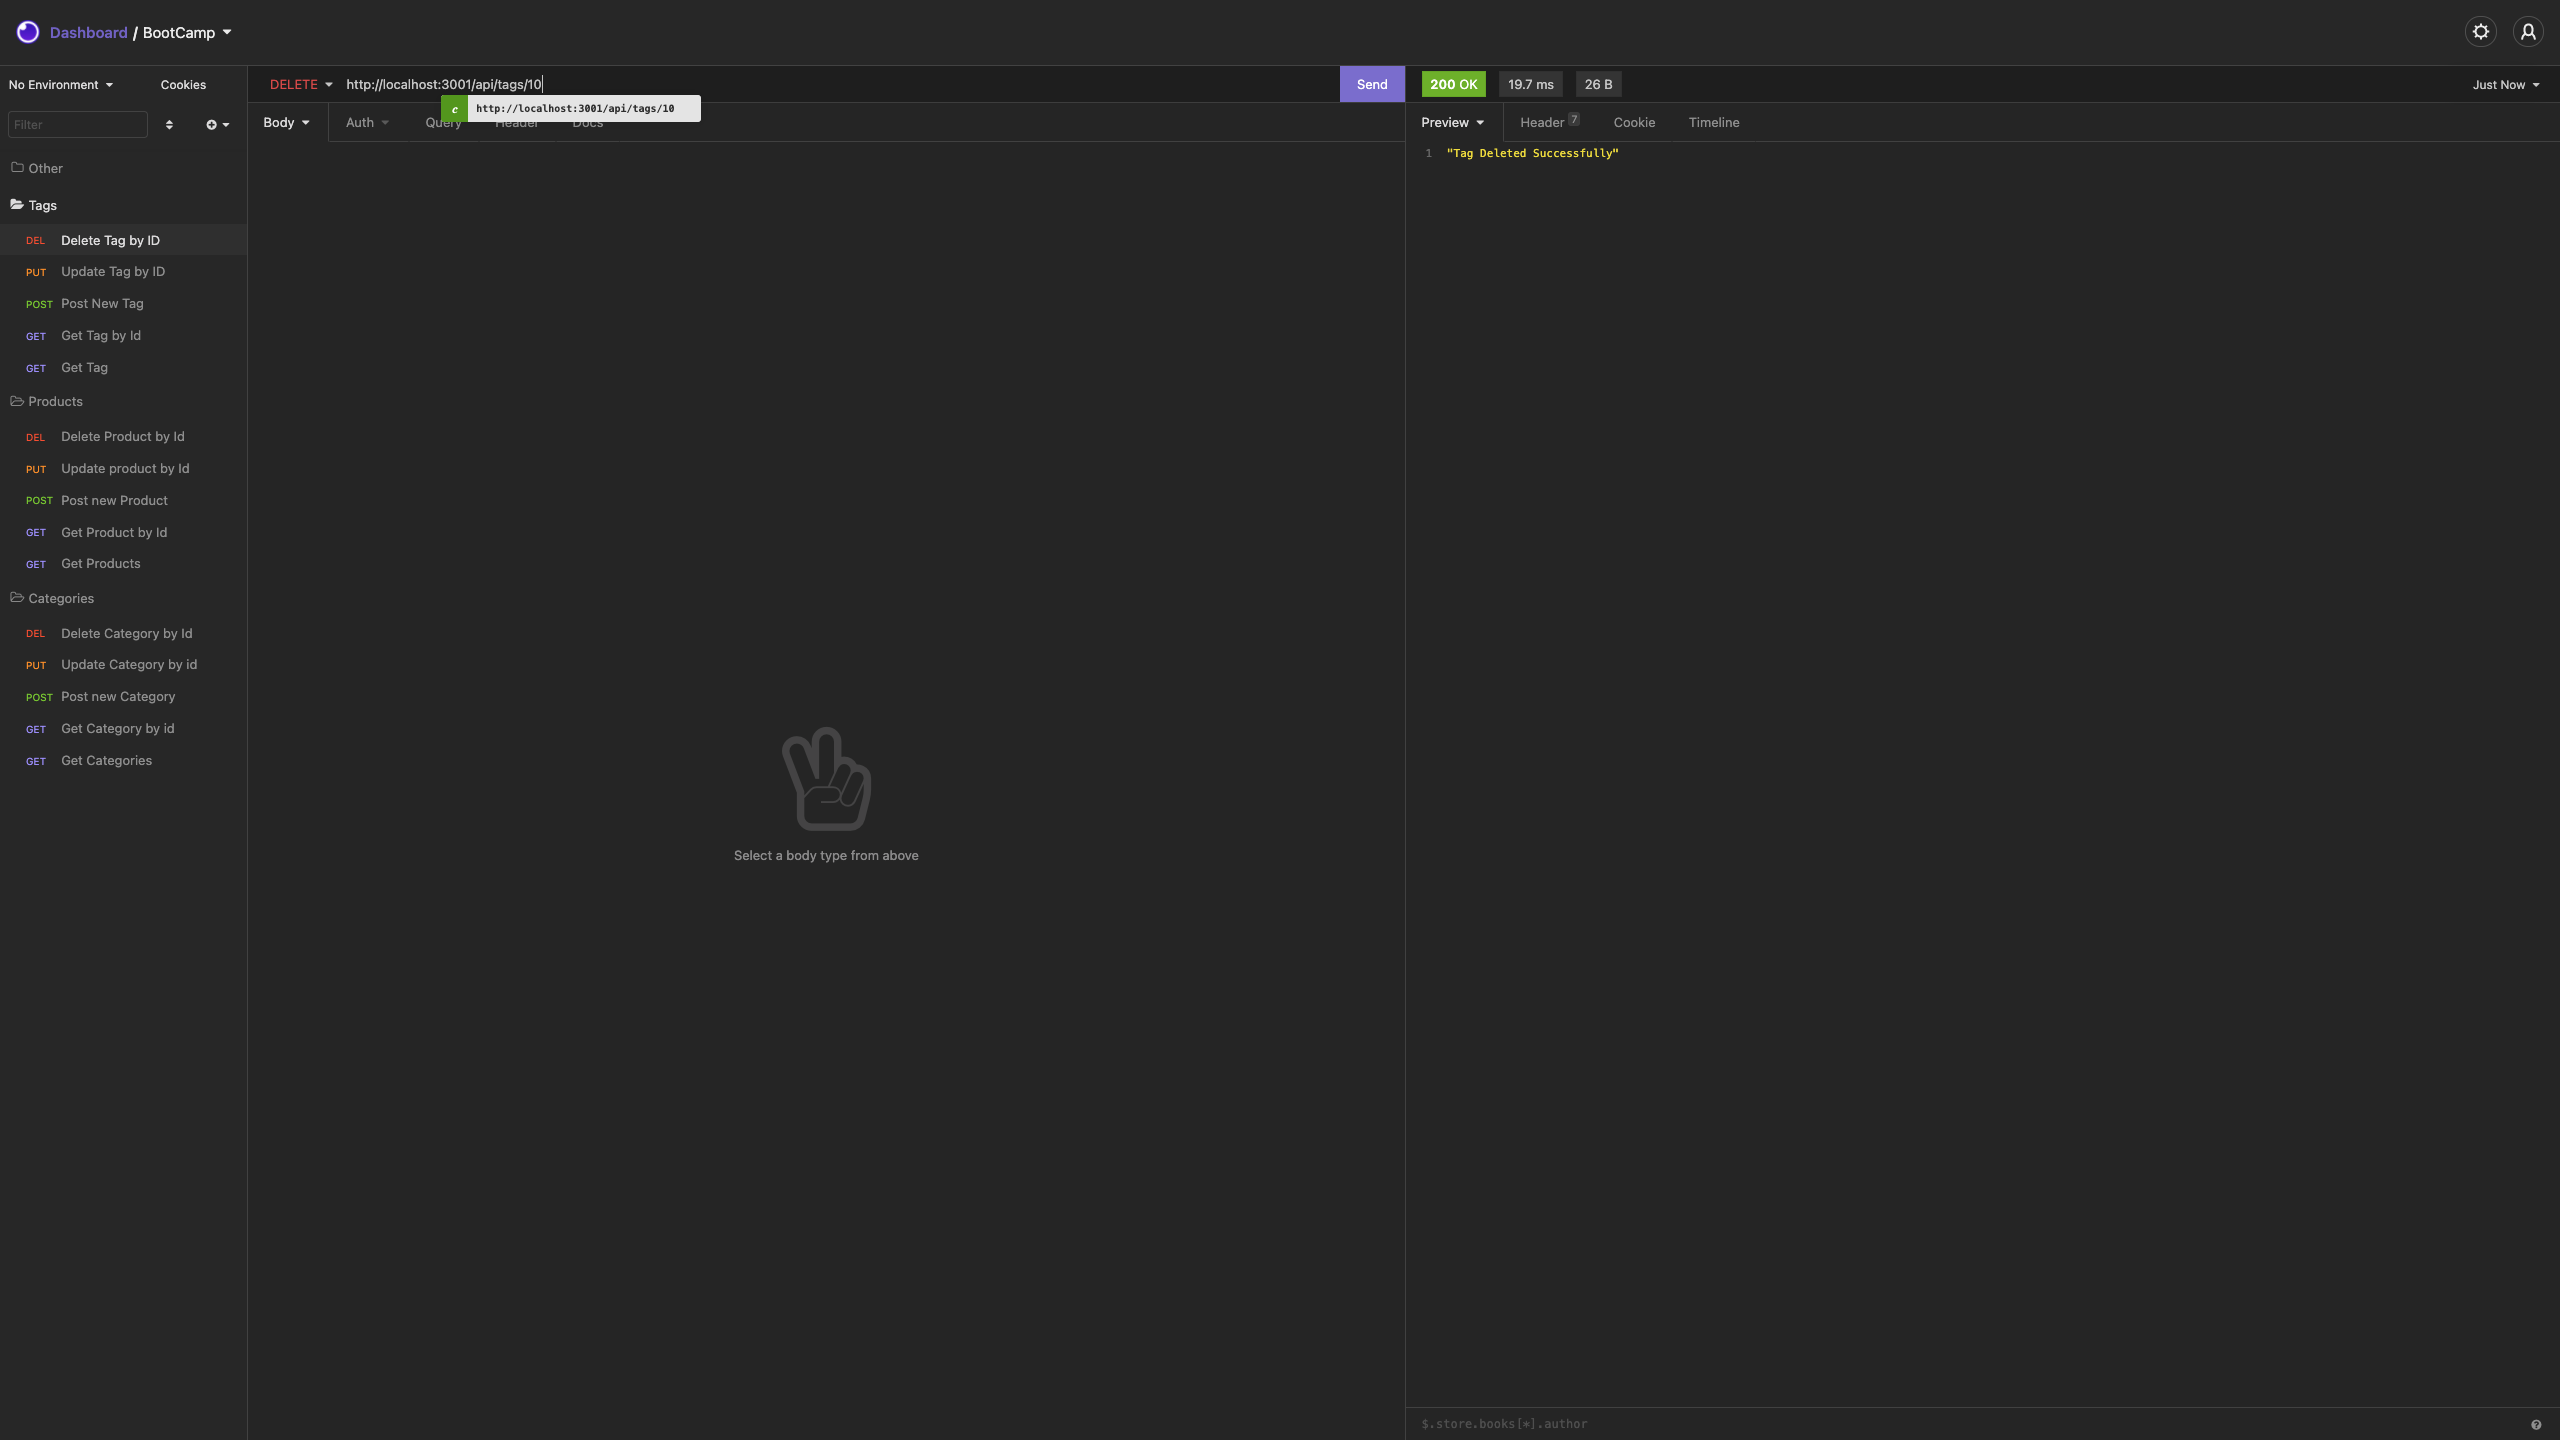 Dashboard / BootCamp
No Environment Cookies
Filter
Other
Tags
DEL Delete Tag by ID
PUT Update Tag by ID
POST Post New Tag
GET Get Tag by Id
GET Get Tag
Products
DEL Delete Product by Id
PUT Update product by Id
POST Post new Product
GET Get Product by Id
GET Get Products
Categories
DEL Delete Category by Id
PUT Update Category by id
POST Post new Category
GET Get Category by id
GET Get Categories
DELETE http://localhost:3001/api/tags/10 Send
c http://localhost:3001/api/tags/10
Body Auth Query Header Docs
Select a body type from above
200 OK 19.7 ms 26 B Just Now
Preview Header 7 Cookie Timeline
1 "Tag Deleted Successfully"
$.store.books[*].author